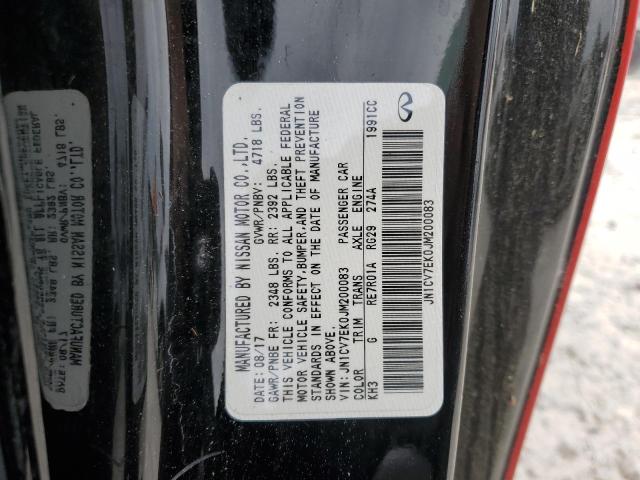 MANUFACTURED BY NISSAN MOTOR CO.,LTD.
DATE: 08/17 GVWR/PNBV: 4718 LBS.
GAWR/PNBE FR: 2348 LBS. RR: 2392 LBS.
THIS VEHICLE CONFORMS TO ALL APPLICABLE FEDERAL
MOTOR VEHICLE SAFETY,BUMPER,AND THEFT PREVENTION
STANDARDS IN EFFECT ON THE DATE OF MANUFACTURE
SHOWN ABOVE.
VIN: JN1CV7EK0JM200083 PASSENGER CAR
COLOR TRIM TRANS AXLE ENGINE
KH3 G RE7R01A RG29 274A 1991CC
JN1CV7EK0JM200083